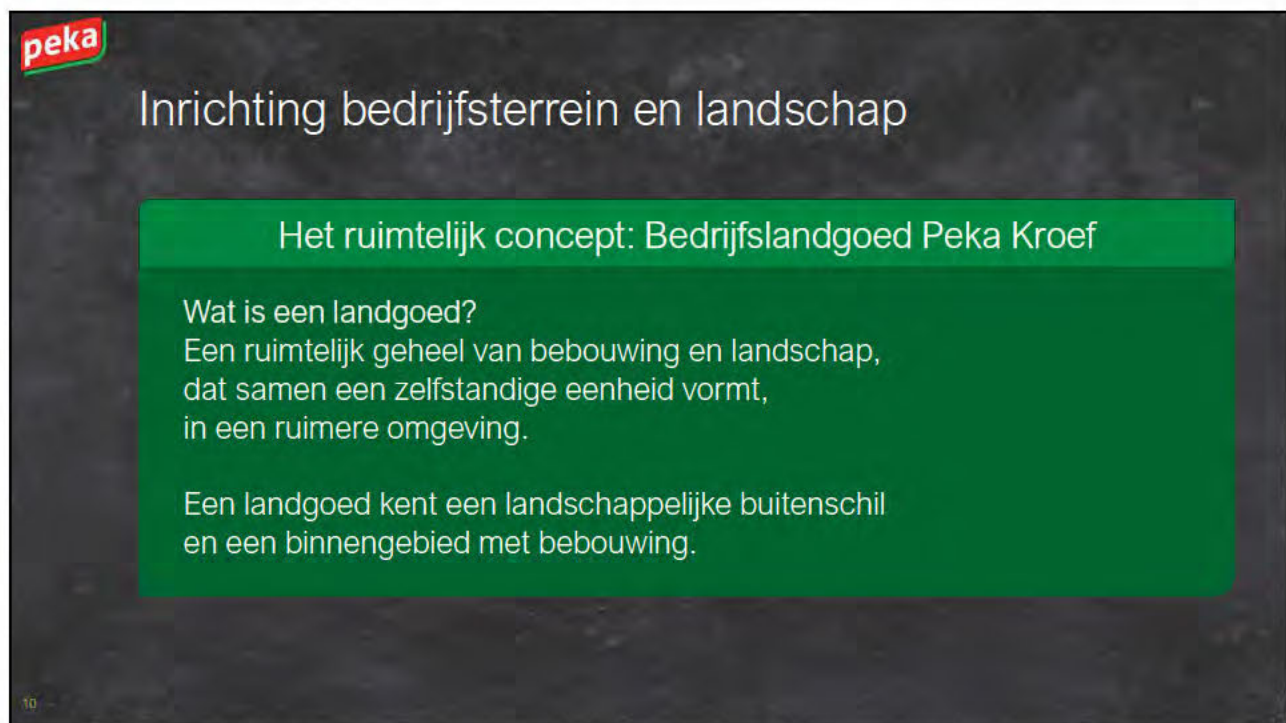 peka
Inrichting bedrijfsterrein en landschap
Het ruimtelijk concept: Bedrijfslandgoed Peka Kroef
Wat is een landgoed?
Een ruimtelijk geheel van bebouwing en landschap,
dat samen een zelfstandige eenheid vormt,
in een ruimere omgeving.
Een landgoed kent een landschappelijke buitenschil
en een binnengebied met bebouwing.
10